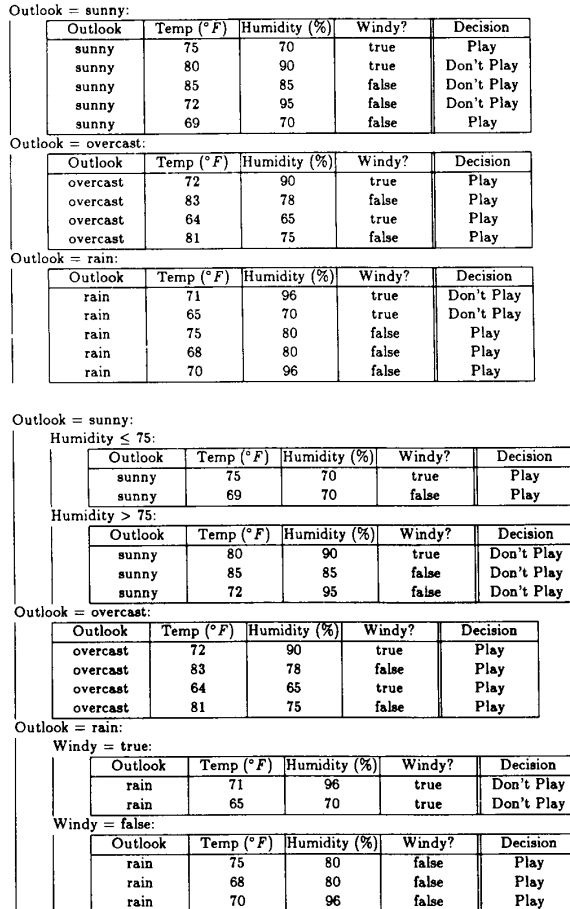 Outlook = sunny:
Outlook Temp (°F) Humidity (%) Windy? Decision
sunny 75 70 true Play
sunny 80 90 true Don't Play
sunny 85 85 false Don't Play
sunny 72 95 false Don't Play
sunny 69 70 false Play
Outlook = overcast:
Outlook Temp (°F) Humidity (%) Windy? Decision
overcast 72 90 true Play
overcast 83 78 false Play
overcast 64 65 true Play
overcast 81 75 false Play
Outlook = rain:
Outlook Temp (°F) Humidity (%) Windy? Decision
rain 71 96 true Don't Play
rain 65 70 true Don't Play
rain 75 80 false Play
rain 68 80 false Play
rain 70 96 false Play
Outlook = sunny:
Humidity ≤ 75:
Outlook Temp (°F) Humidity (%) Windy? Decision
sunny 75 70 true Play
sunny 69 70 false Play
Humidity > 75:
Outlook Temp (°F) Humidity (%) Windy? Decision
sunny 80 90 true Don't Play
sunny 85 85 false Don't Play
sunny 72 95 false Don't Play
Outlook = overcast:
Outlook Temp (°F) Humidity (%) Windy? Decision
overcast 72 90 true Play
overcast 83 78 false Play
overcast 64 65 true Play
overcast 81 75 false Play
Outlook = rain:
Windy = true:
Outlook Temp (°F) Humidity (%) Windy? Decision
rain 71 96 true Don't Play
rain 65 70 true Don't Play
Windy = false:
Outlook Temp (°F) Humidity (%) Windy? Decision
rain 75 80 false Play
rain 68 80 false Play
rain 70 96 false Play